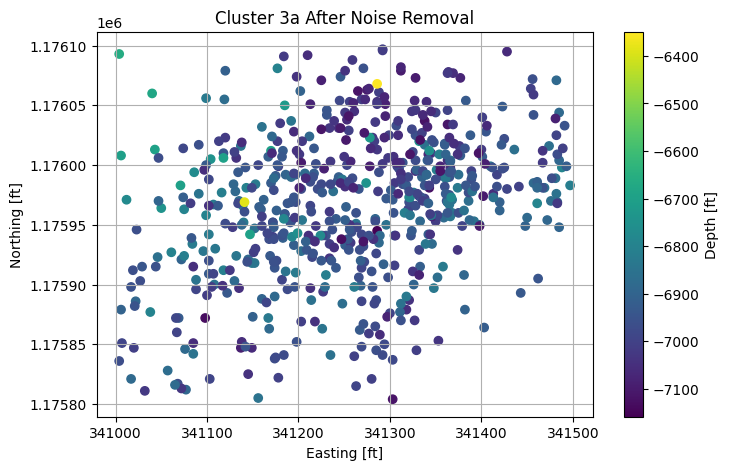 Cluster 3a After Noise Removal
1e6
1.17610
1.17605
1.17600
1.17595
1.17590
1.17585
1.17580
Northing [ft]
341000 341100 341200 341300 341400 341500
Easting [ft]
−6400
−6500
−6600
−6700
−6800
−6900
−7000
−7100
Depth [ft]